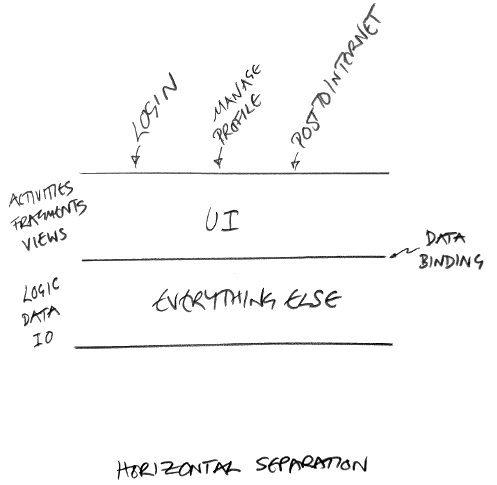 LOGIN
MANAGE
PROFILE
POST TO INTERNET
ACTIVITIES
FRAGMENTS
VIEWS
UI
DATA
BINDING
LOGIC
DATA
IO
EVERYTHING ELSE
HORIZONTAL SEPARATION